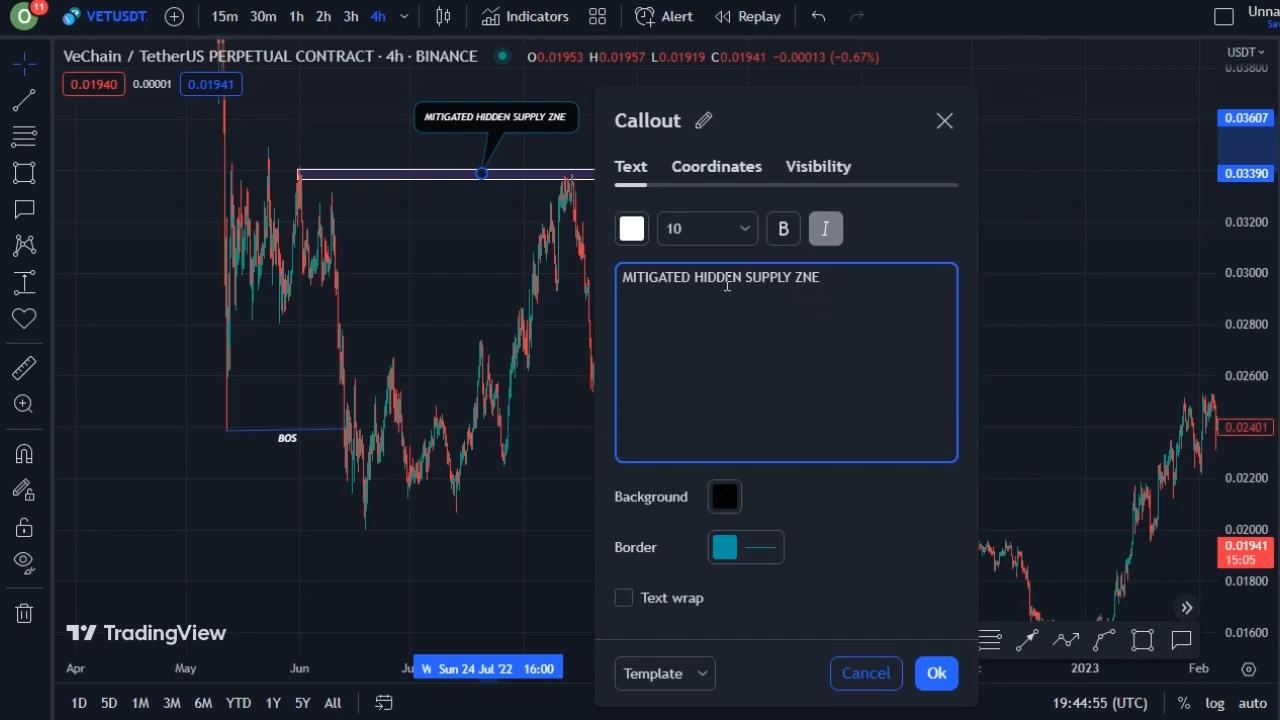 O
11
VETUSDT
15m 30m 1h 2h 3h 4h
Indicators
Alert
Replay
Unna
VeChain / TetherUS PERPETUAL CONTRACT · 4h · BINANCE
O0.01953 H0.01957 L0.01919 C0.01941 −0.00013 (−0.67%)
USDT
0.01940 0.00001 0.01941
0.03800
MITIGATED HIDDEN SUPPLY ZNE
0.03607
0.03390
0.03200
0.03000
0.02800
0.02600
0.02401
0.02200
0.02000
0.01941
15:05
0.01800
0.01600
Callout
Text Coordinates Visibility
10 B I
MITIGATED HIDDEN SUPPLY ZNE
Background
Border
Text wrap
Template
Cancel
Ok
BOS
TradingView
Apr May Jun Sun 24 Jul '22 16:00 2023 Feb
1D 5D 1M 3M 6M YTD 1Y 5Y All
19:44:55 (UTC) % log auto